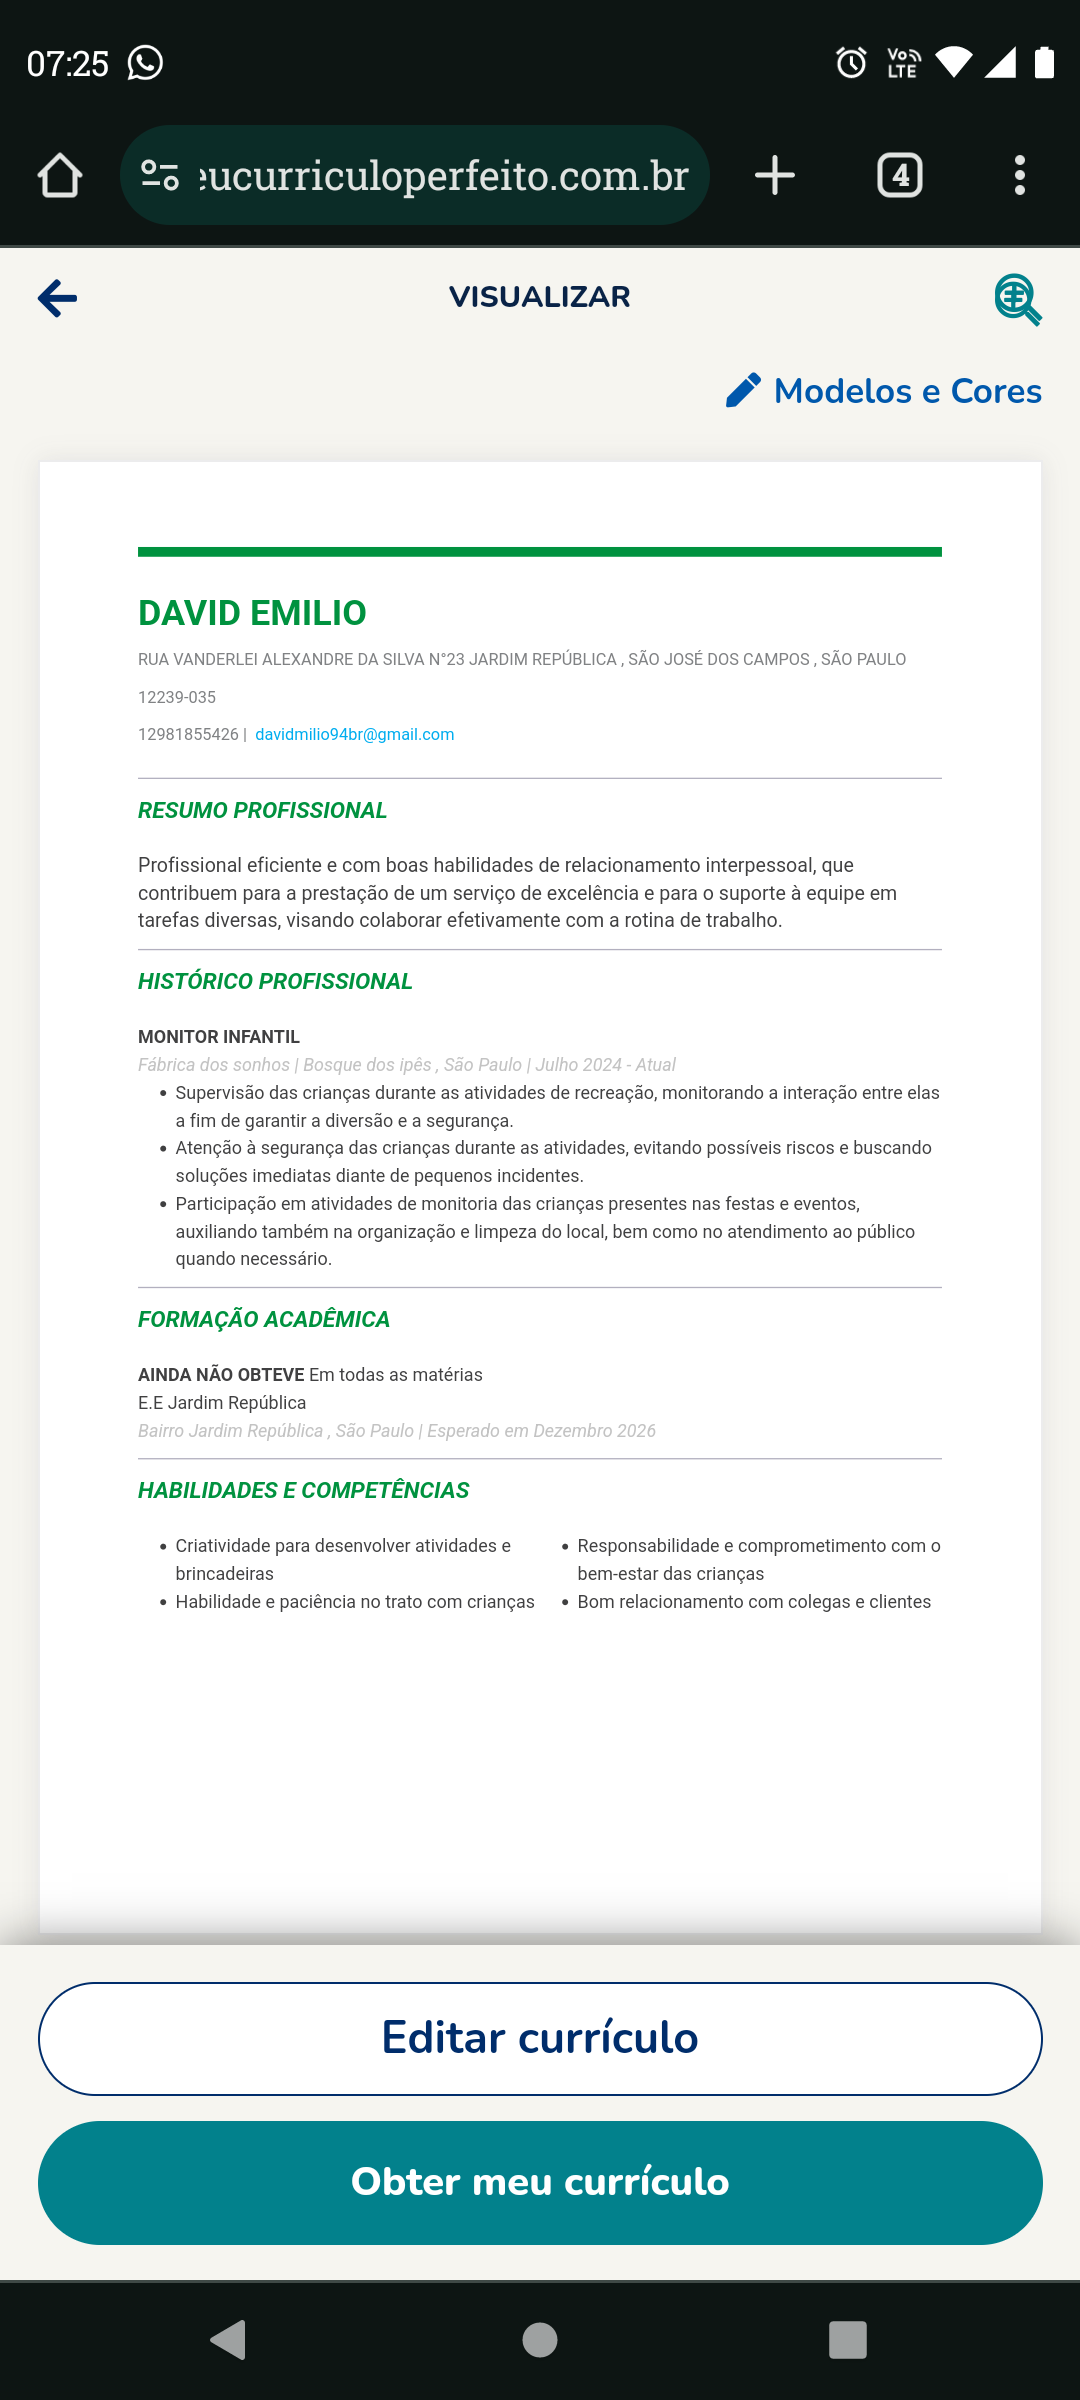 07:25
Vo LTE
eucurriculoperfeito.com.br
4
VISUALIZAR
Modelos e Cores
DAVID EMILIO
RUA VANDERLEI ALEXANDRE DA SILVA N°23 JARDIM REPÚBLICA , SÃO JOSÉ DOS CAMPOS , SÃO PAULO
12239-035
12981855426 | davidmilio94br@gmail.com
RESUMO PROFISSIONAL
Profissional eficiente e com boas habilidades de relacionamento interpessoal, que
contribuem para a prestação de um serviço de excelência e para o suporte à equipe em
tarefas diversas, visando colaborar efetivamente com a rotina de trabalho.
HISTÓRICO PROFISSIONAL
MONITOR INFANTIL
Fábrica dos sonhos | Bosque dos ipês , São Paulo | Julho 2024 - Atual
• Supervisão das crianças durante as atividades de recreação, monitorando a interação entre elas
a fim de garantir a diversão e a segurança.
• Atenção à segurança das crianças durante as atividades, evitando possíveis riscos e buscando
soluções imediatas diante de pequenos incidentes.
• Participação em atividades de monitoria das crianças presentes nas festas e eventos,
auxiliando também na organização e limpeza do local, bem como no atendimento ao público
quando necessário.
FORMAÇÃO ACADÊMICA
AINDA NÃO OBTEVE Em todas as matérias
E.E Jardim República
Bairro Jardim República , São Paulo | Esperado em Dezembro 2026
HABILIDADES E COMPETÊNCIAS
• Criatividade para desenvolver atividades e
brincadeiras
• Habilidade e paciência no trato com crianças
• Responsabilidade e comprometimento com o
bem-estar das crianças
• Bom relacionamento com colegas e clientes
Editar currículo
Obter meu currículo